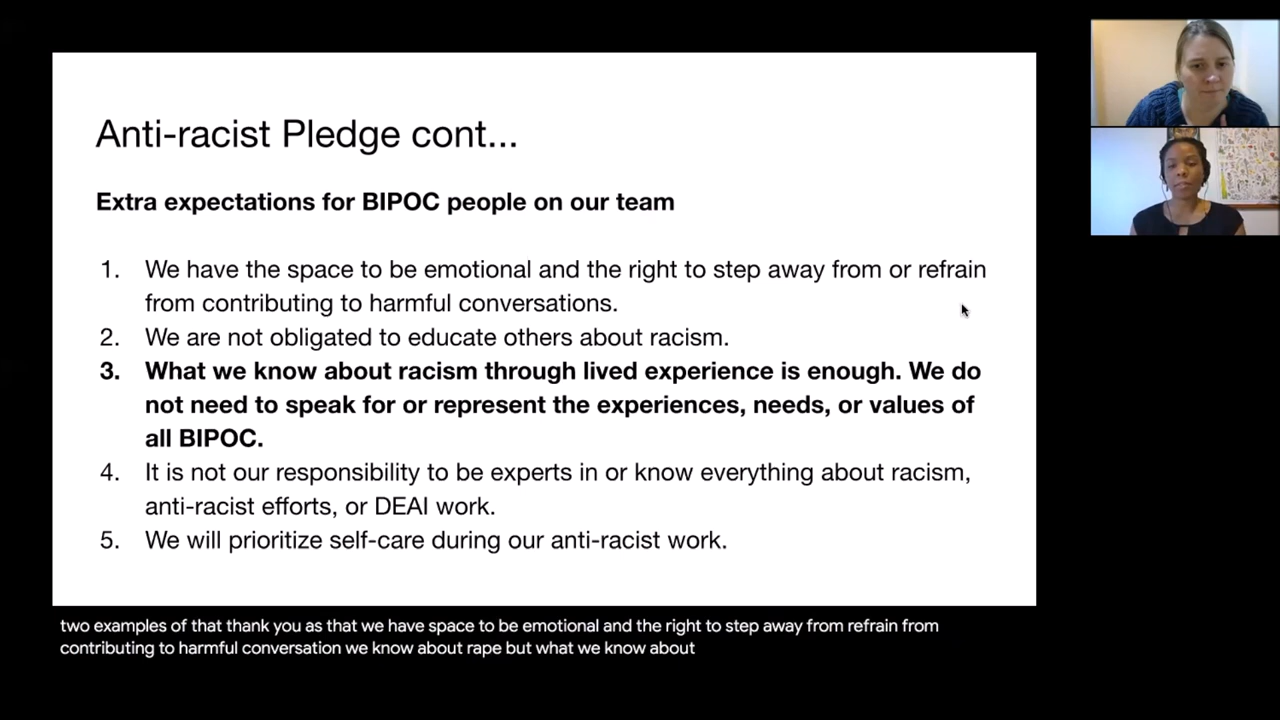 Anti-racist Pledge cont...
Extra expectations for BIPOC people on our team
1. We have the space to be emotional and the right to step away from or refrain
from contributing to harmful conversations.
2. We are not obligated to educate others about racism.
3. What we know about racism through lived experience is enough. We do
not need to speak for or represent the experiences, needs, or values of
all BIPOC.
4. It is not our responsibility to be experts in or know everything about racism,
anti-racist efforts, or DEAI work.
5. We will prioritize self-care during our anti-racist work.
two examples of that thank you as that we have space to be emotional and the right to step away from refrain from
contributing to harmful conversation we know about rape but what we know about